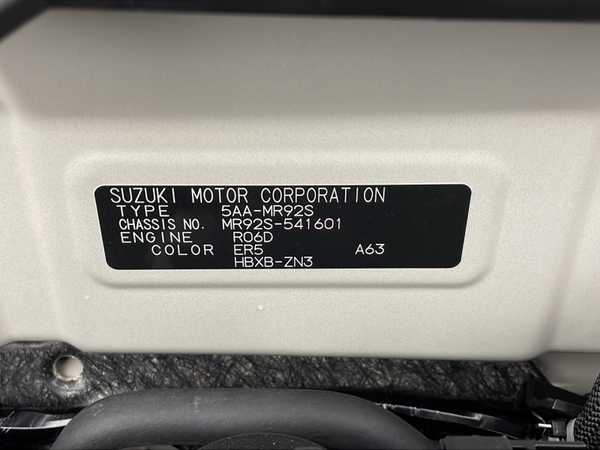 SUZUKI MOTOR CORPORATION
TYPE 5AA-MR92S
CHASSIS NO. MR92S-541601
ENGINE R06D
COLOR ER5 A63
HBXB-ZN3